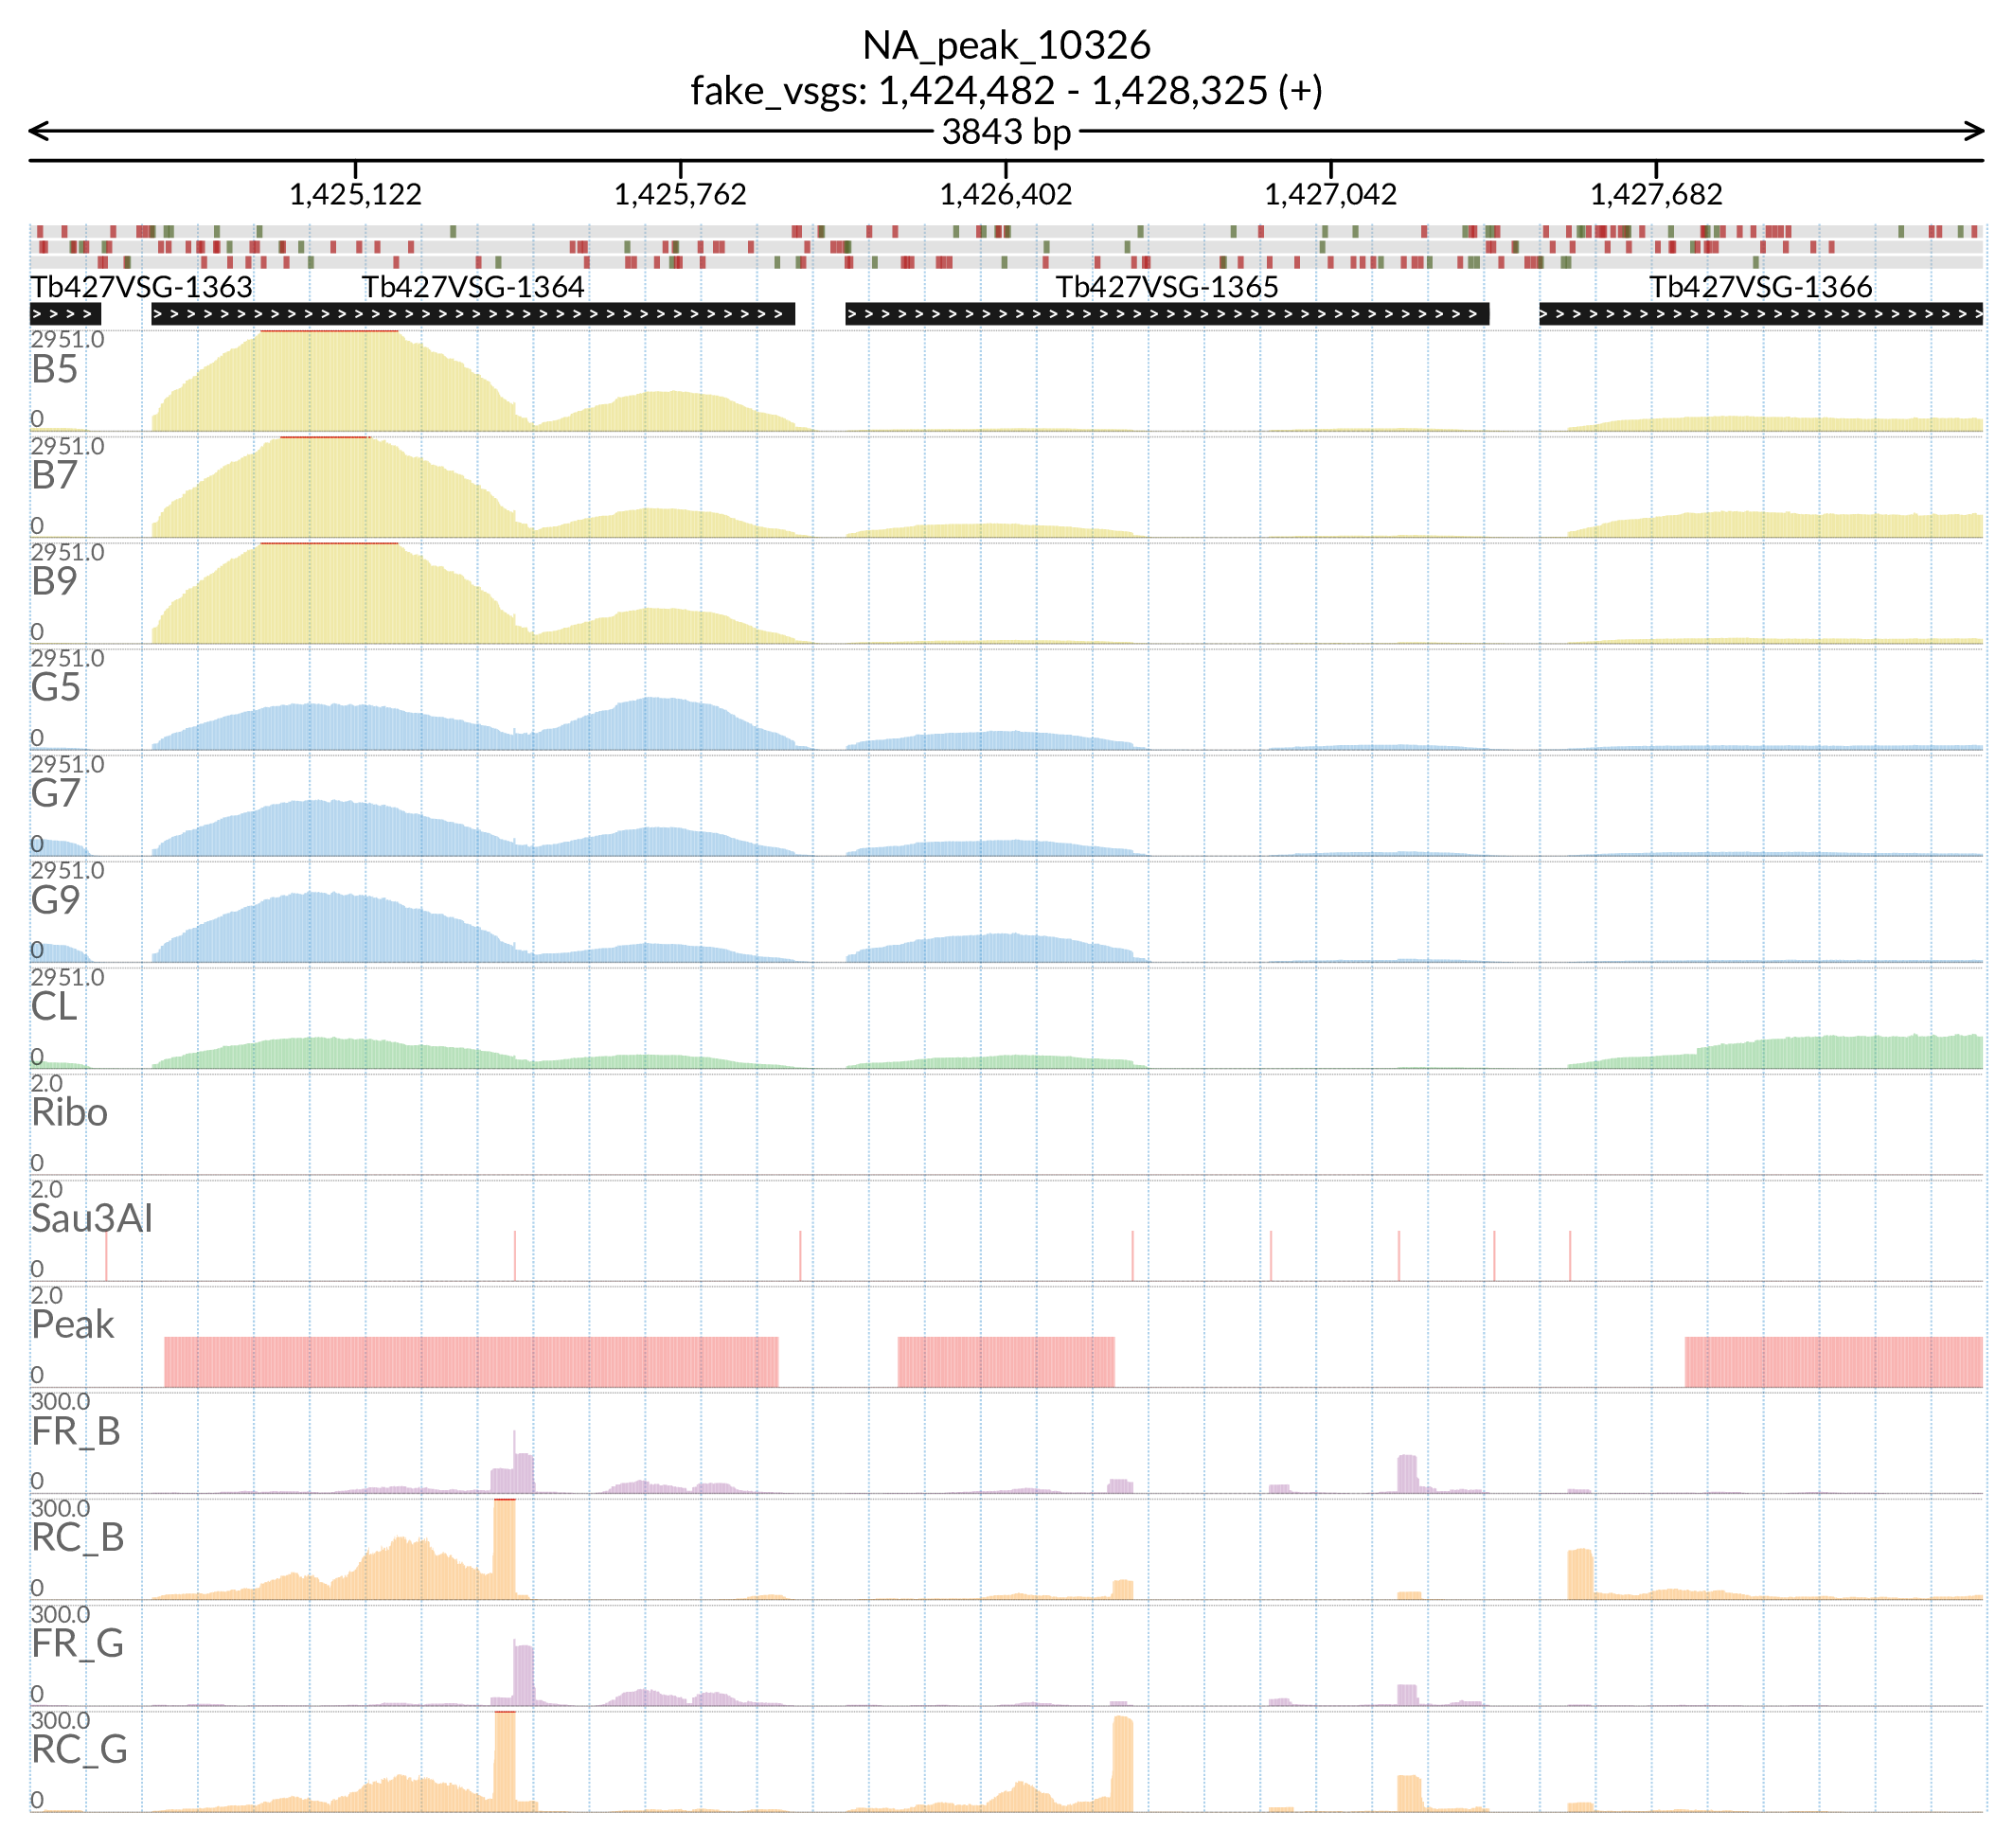 NA_peak_10326
fake_vsgs: 1,424,482 - 1,428,325 (+)
3843 bp
1,425,122 1,425,762 1,426,402 1,427,042 1,427,682
Tb427VSG-1363 Tb427VSG-1364 Tb427VSG-1365 Tb427VSG-1366
2951.0
B5
0
2951.0
B7
0
2951.0
B9
0
2951.0
G5
0
2951.0
G7
0
2951.0
G9
0
2951.0
CL
0
2.0
Ribo
0
2.0
Sau3AI
0
2.0
Peak
0
300.0
FR_B
0
300.0
RC_B
0
300.0
FR_G
0
300.0
RC_G
0